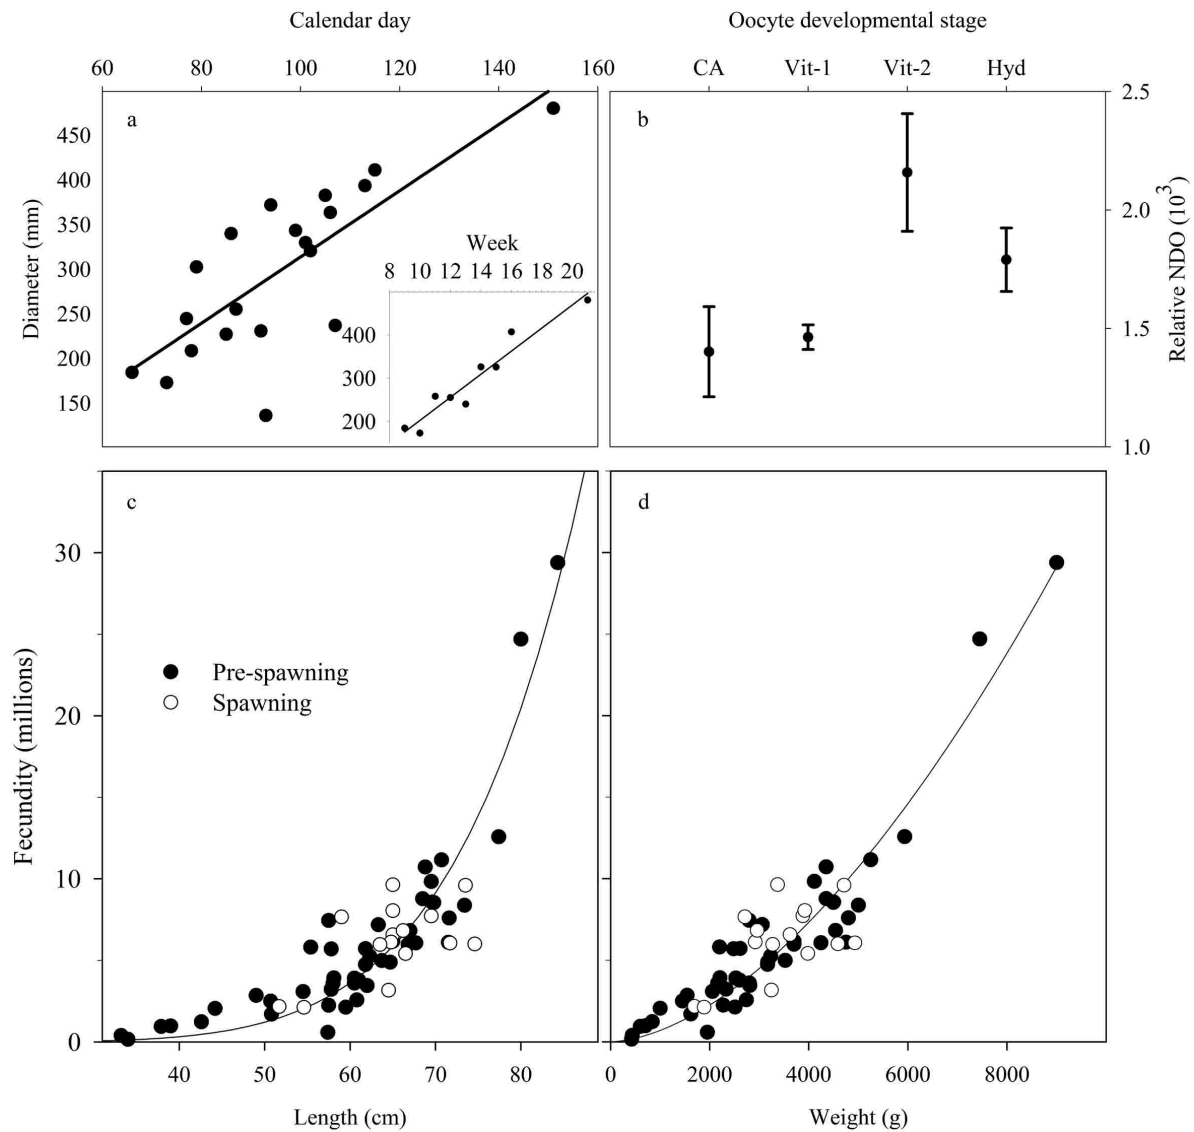 Calendar day
Oocyte developmental stage
60 80 100 120 140 160
CA Vit-1 Vit-2 Hyd
a
b
Diameter (mm)
450
400
350
300
250
200
150
Week
8 10 12 14 16 18 20
400
300
200
2.5
2.0
1.5
1.0
Relative NDO (10³)
c
d
Fecundity (millions)
30
20
10
0
Pre-spawning
Spawning
40 50 60 70 80
0 2000 4000 6000 8000
Length (cm)
Weight (g)